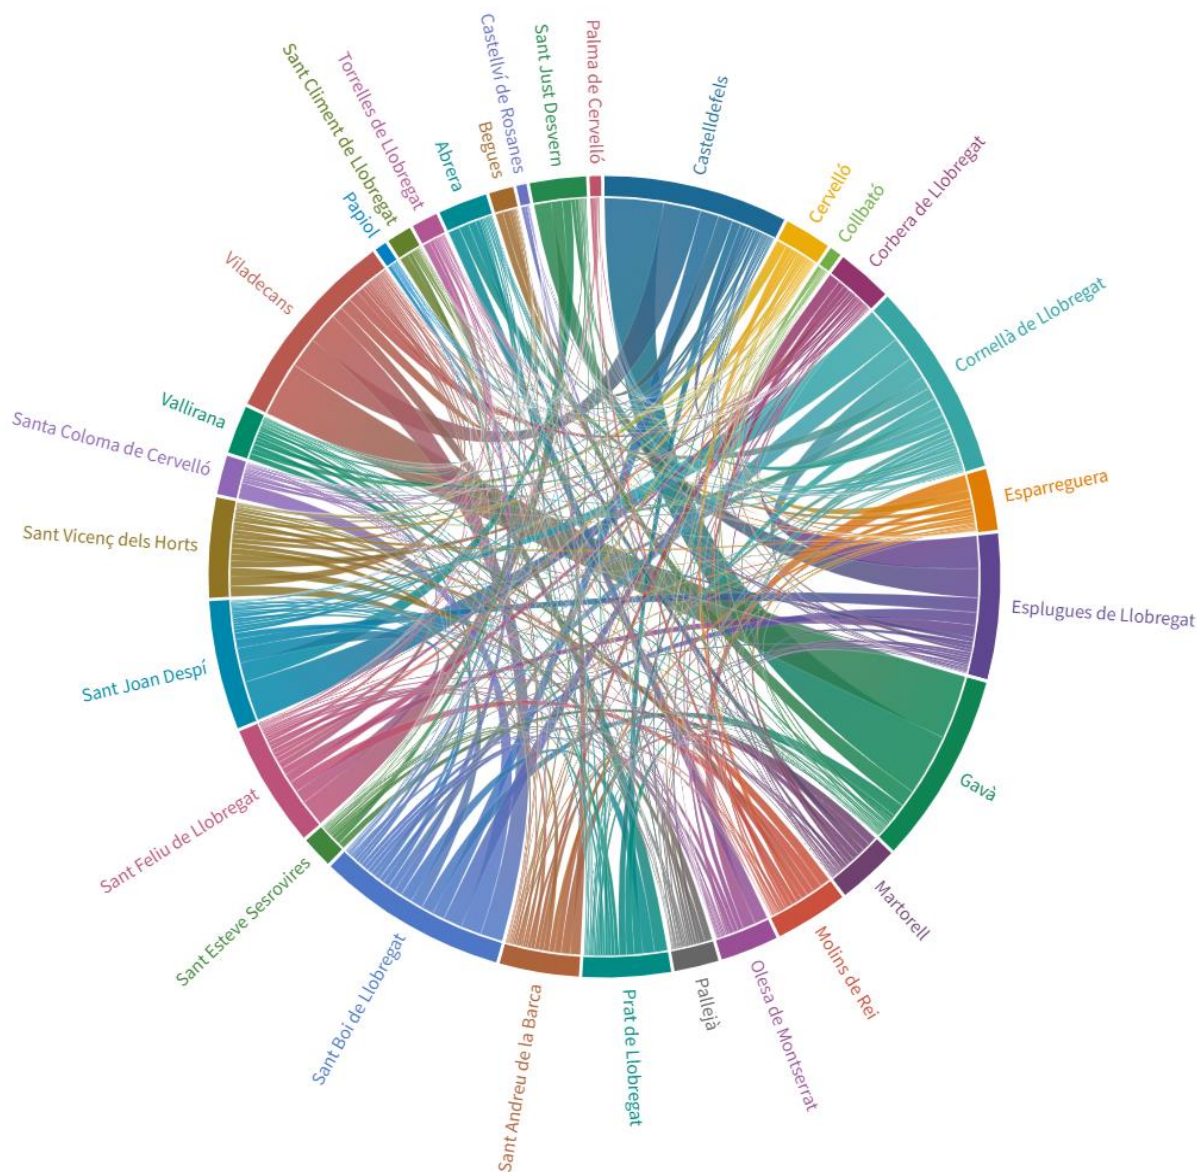 Castelldefels
Cervelló
Collbató
Corbera de Llobregat
Cornellà de Llobregat
Esparreguera
Esplugues de Llobregat
Gavà
Martorell
Molins de Rei
Olesa de Montserrat
Pallejà
Prat de Llobregat
Sant Andreu de la Barca
Sant Boi de Llobregat
Sant Esteve Sesrovires
Sant Feliu de Llobregat
Sant Joan Despí
Sant Vicenç dels Horts
Santa Coloma de Cervelló
Vallirana
Viladecans
Papiol
Sant Climent de Llobregat
Torrelles de Llobregat
Abrera
Begues
Castellví de Rosanes
Sant Just Desvern
Palma de Cervelló